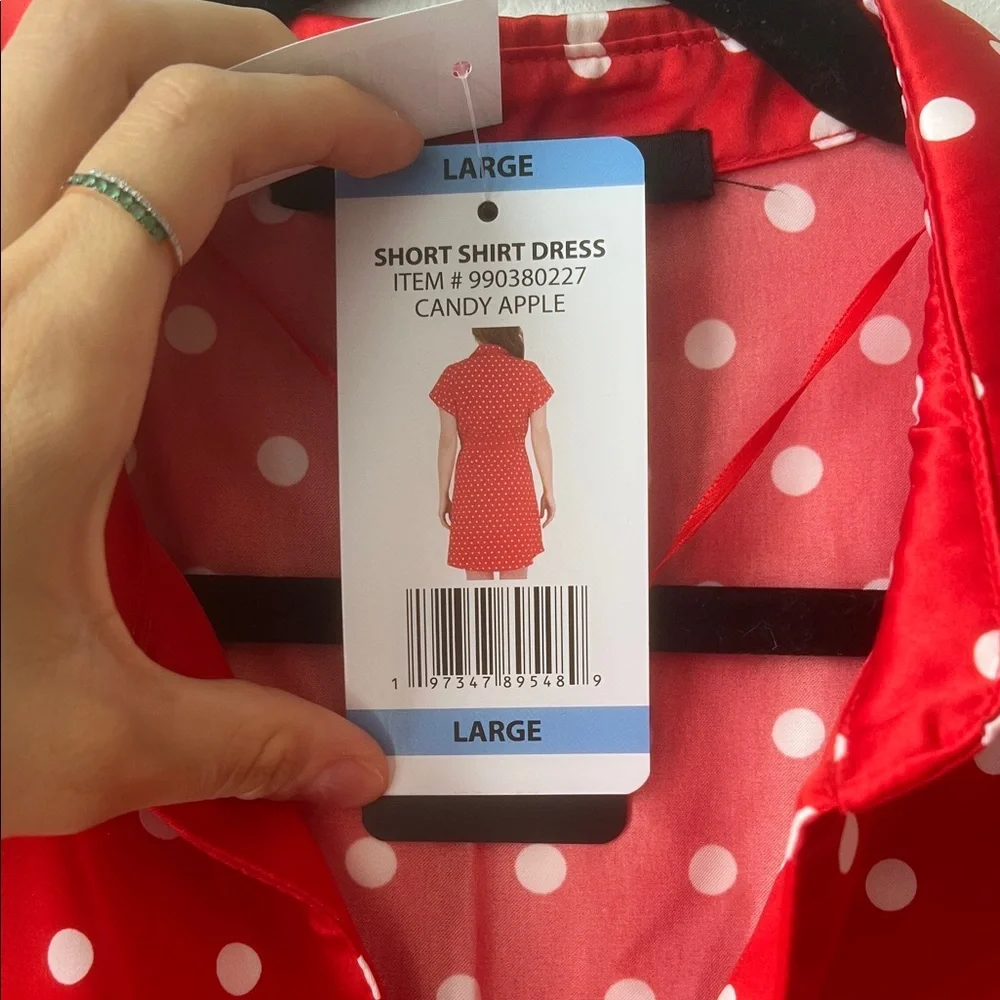 LARGE
SHORT SHIRT DRESS
ITEM # 990380227
CANDY APPLE
1 97347 89548 9
LARGE